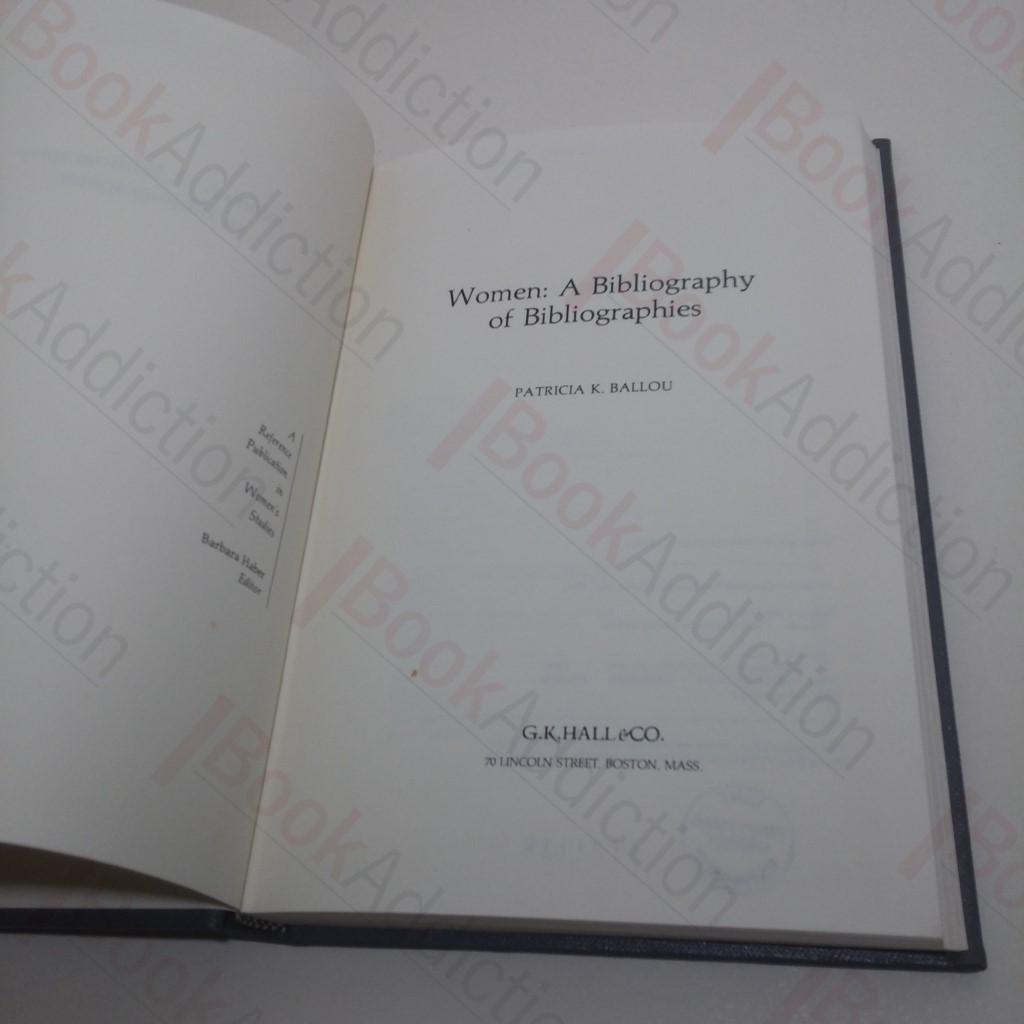 A
Reference
Publication
in
Women's
Studies
Barbara Haber
Editor
Women: A Bibliography
of Bibliographies
PATRICIA K. BALLOU
G.K.HALL &CO.
70 LINCOLN STREET, BOSTON, MASS.
BookAddiction